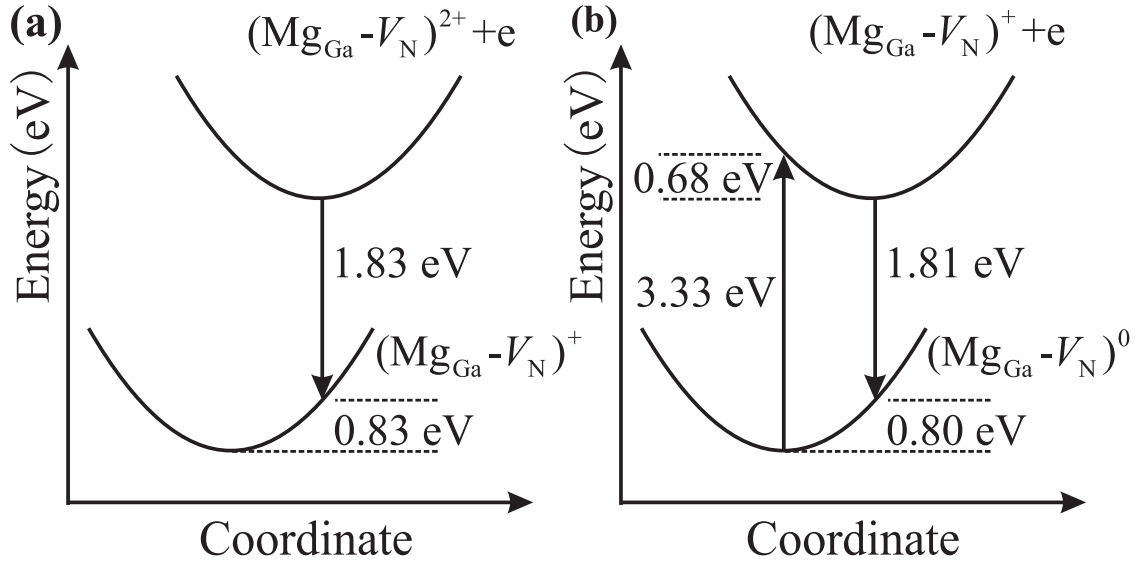 (a)
(Mg_Ga-V_N)^2+ +e
Energy (eV)
1.83 eV
(Mg_Ga-V_N)^+
0.83 eV
Coordinate
(b)
(Mg_Ga-V_N)^+ +e
Energy (eV)
0.68 eV
3.33 eV
1.81 eV
(Mg_Ga-V_N)^0
0.80 eV
Coordinate